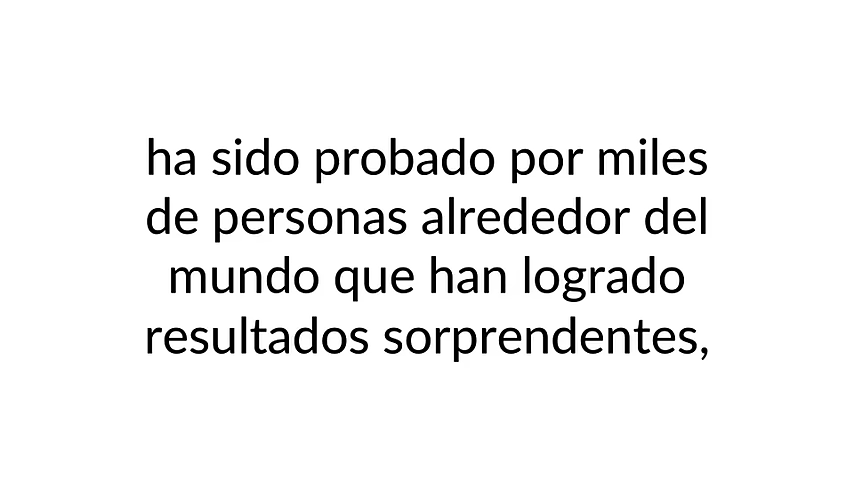 ha sido probado por miles
de personas alrededor del
mundo que han logrado
resultados sorprendentes,